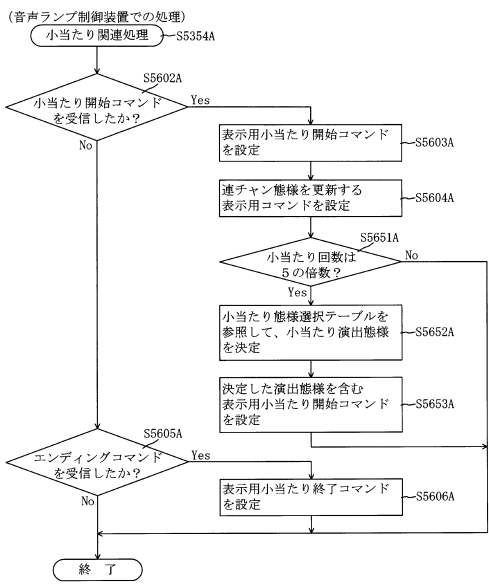 (音声ランプ制御装置での処理)
小当たり関連処理
S5354A
S5602A
小当たり開始コマンド
を受信したか?
Yes
No
表示用小当たり開始コマンド
を設定
S5603A
連チャン態様を更新する
表示用コマンドを設定
S5604A
S5651A
小当たり回数は
5の倍数?
No
Yes
小当たり態様選択テーブルを
参照して、小当たり演出態様
を決定
S5652A
決定した演出態様を含む
表示用小当たり開始コマンド
を設定
S5653A
S5605A
エンディングコマンド
を受信したか?
Yes
No
表示用小当たり終了コマンド
を設定
S5606A
終 了